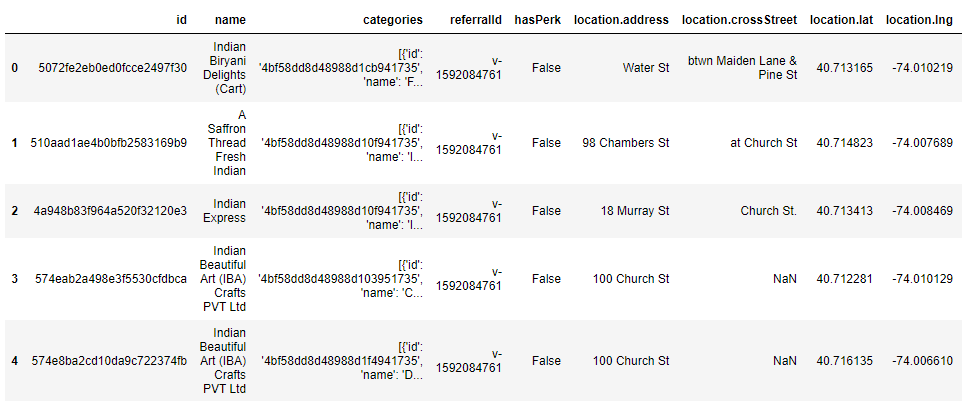 id name categories referralId hasPerk location.address location.crossStreet location.lat location.lng
0 5072fe2eb0ed0fcce2497f30 Indian Biryani Delights (Cart) [{'id': '4bf58dd8d48988d1cb941735', 'name': 'F... v-1592084761 False Water St btwn Maiden Lane & Pine St 40.713165 -74.010219
1 510aad1ae4b0bfb2583169b9 A Saffron Thread Fresh Indian [{'id': '4bf58dd8d48988d10f941735', 'name': 'I... v-1592084761 False 98 Chambers St at Church St 40.714823 -74.007689
2 4a948b83f964a520f32120e3 Indian Express [{'id': '4bf58dd8d48988d10f941735', 'name': 'I... v-1592084761 False 18 Murray St Church St. 40.713413 -74.008469
3 574eab2a498e3f5530cfdbca Indian Beautiful Art (IBA) Crafts PVT Ltd [{'id': '4bf58dd8d48988d103951735', 'name': 'C... v-1592084761 False 100 Church St NaN 40.712281 -74.010129
4 574e8ba2cd10da9c722374fb Indian Beautiful Art (IBA) Crafts PVT Ltd [{'id': '4bf58dd8d48988d1f4941735', 'name': 'D... v-1592084761 False 100 Church St NaN 40.716135 -74.006610